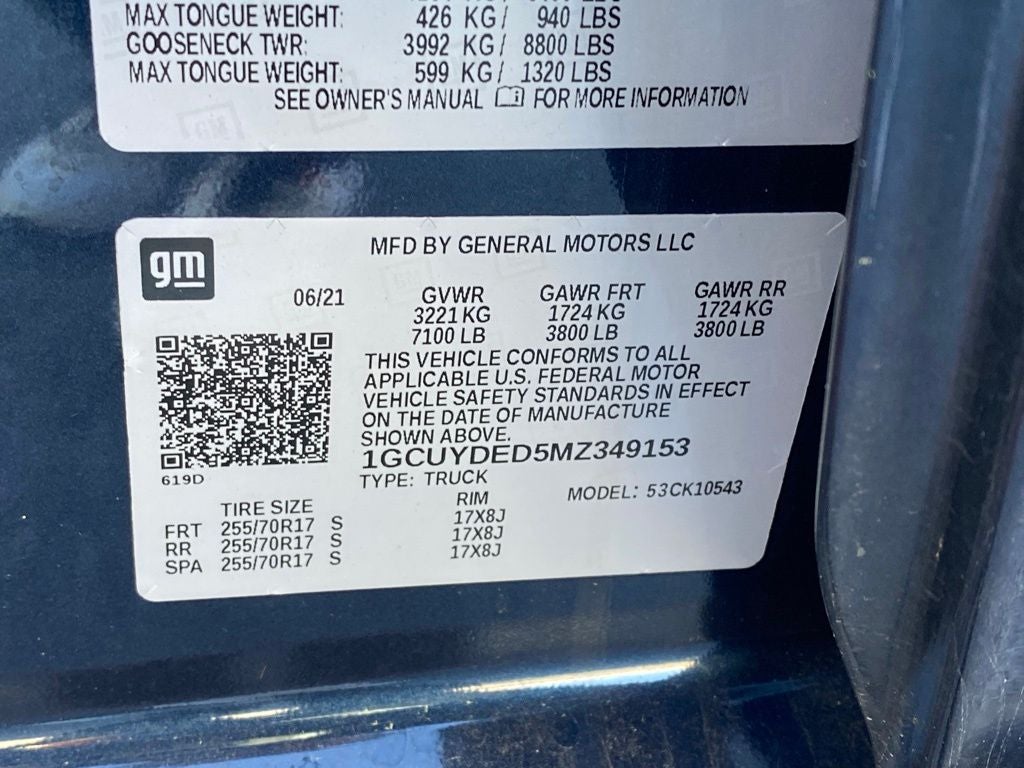 MAX TONGUE WEIGHT: 426 KG/ 940 LBS
GOOSENECK TWR: 3992 KG/ 8800 LBS
MAX TONGUE WEIGHT: 599 KG/ 1320 LBS
SEE OWNER'S MANUAL FOR MORE INFORMATION
gm
MFD BY GENERAL MOTORS LLC
06/21
GVWR GAWR FRT GAWR RR
3221 KG 1724 KG 1724 KG
7100 LB 3800 LB 3800 LB
THIS VEHICLE CONFORMS TO ALL
APPLICABLE U.S. FEDERAL MOTOR
VEHICLE SAFETY STANDARDS IN EFFECT
ON THE DATE OF MANUFACTURE
SHOWN ABOVE.
1GCUYDED5MZ349153
619D
TYPE: TRUCK
MODEL: 53CK10543
TIRE SIZE RIM
FRT 255/70R17 S 17X8J
RR 255/70R17 S 17X8J
SPA 255/70R17 S 17X8J